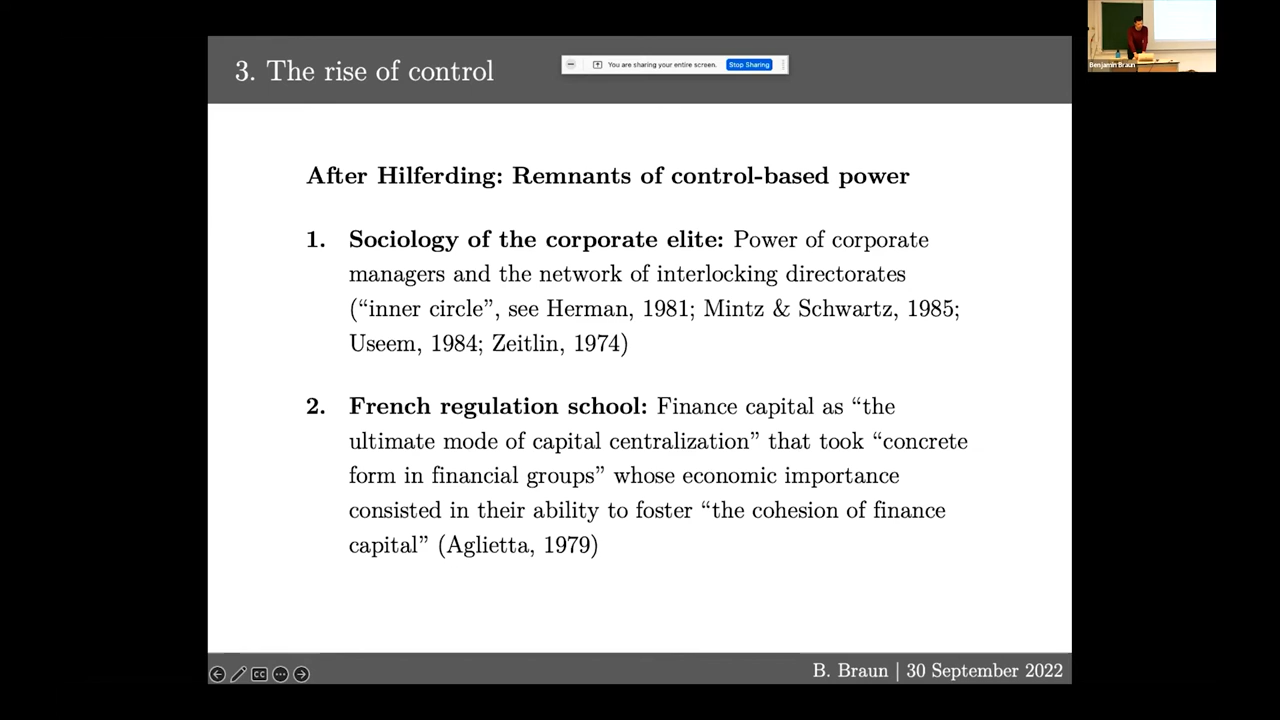 3. The rise of control
You are sharing your entire screen.
Stop Sharing
Benjamin Braun
After Hilferding: Remnants of control-based power
1. Sociology of the corporate elite: Power of corporate
managers and the network of interlocking directorates
(“inner circle”, see Herman, 1981; Mintz & Schwartz, 1985;
Useem, 1984; Zeitlin, 1974)
2. French regulation school: Finance capital as “the
ultimate mode of capital centralization” that took “concrete
form in financial groups” whose economic importance
consisted in their ability to foster “the cohesion of finance
capital” (Aglietta, 1979)
CC
B. Braun | 30 September 2022